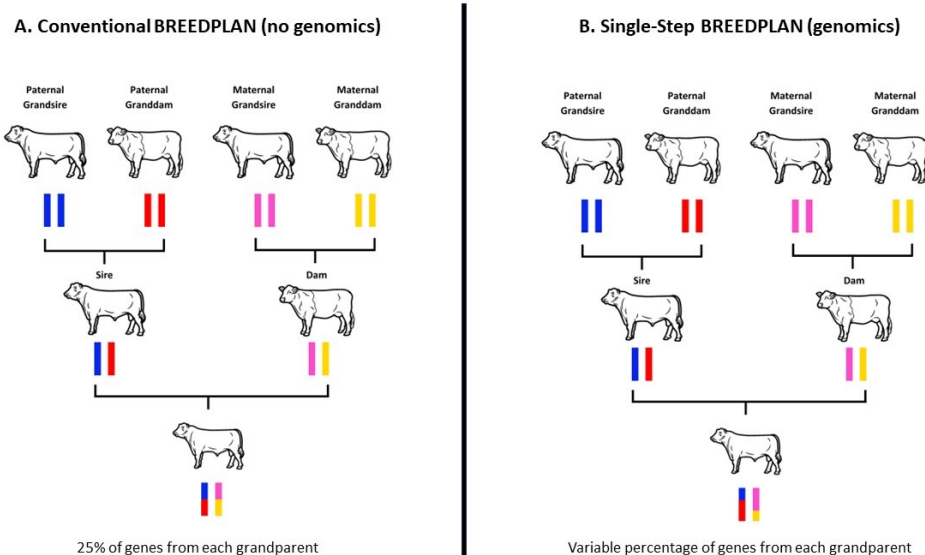 A. Conventional BREEDPLAN (no genomics)
Paternal Grandsire
Paternal Granddam
Maternal Grandsire
Maternal Granddam
Sire
Dam
25% of genes from each grandparent
B. Single-Step BREEDPLAN (genomics)
Paternal Grandsire
Paternal Granddam
Maternal Grandsire
Maternal Granddam
Sire
Dam
Variable percentage of genes from each grandparent